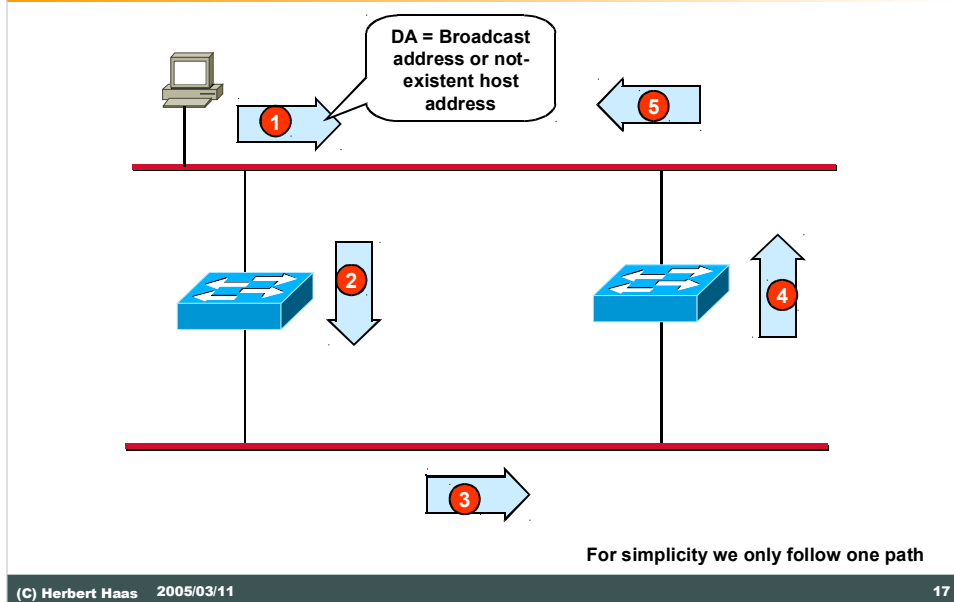 DA = Broadcast
address or not-
existent host
address
1
5
2
4
3
For simplicity we only follow one path
(C) Herbert Haas 2005/03/11 17